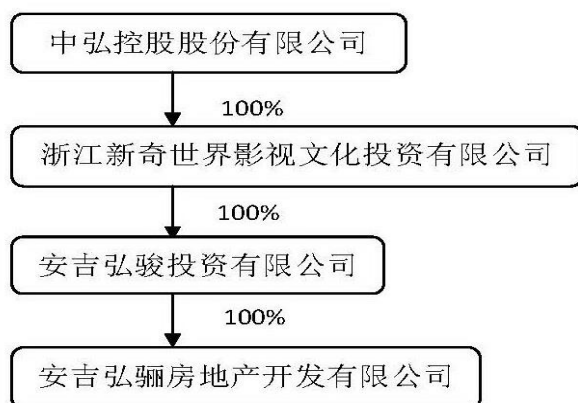 中弘控股股份有限公司
100%
浙江新奇世界影视文化投资有限公司
100%
安吉弘骏投资有限公司
100%
安吉弘骊房地产开发有限公司